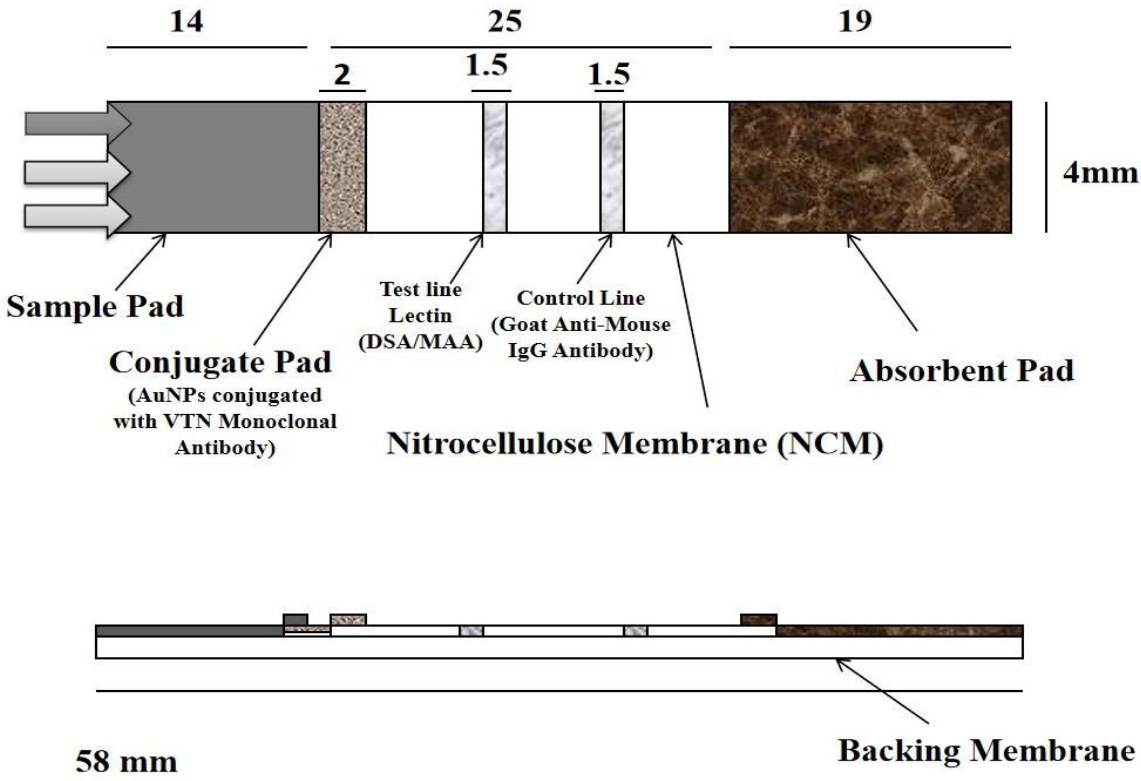 14
25
19
2
1.5
1.5
4mm
Sample Pad
Conjugate Pad
(AuNPs conjugated
with VTN Monoclonal
Antibody)
Test line
Lectin
(DSA/MAA)
Control Line
(Goat Anti-Mouse
IgG Antibody)
Absorbent Pad
Nitrocellulose Membrane (NCM)
Backing Membrane
58 mm